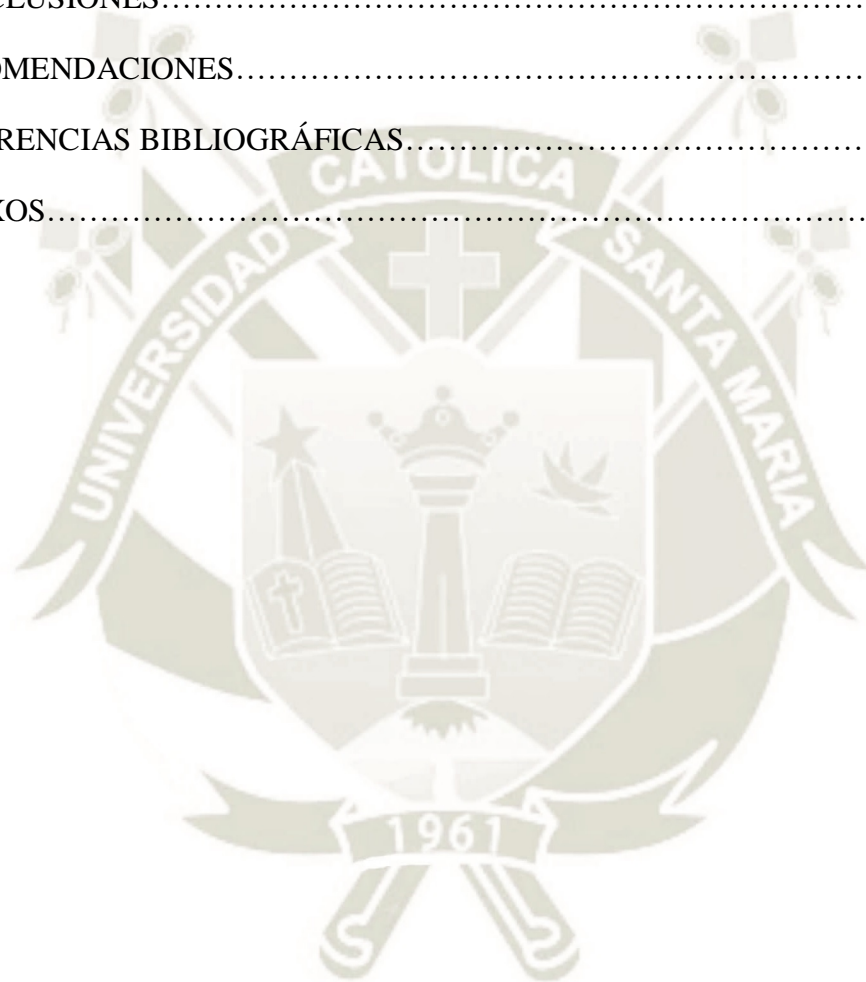 CLUSIONES……………………………………………………………
OMENDACIONES……………………………………………………
RENCIAS BIBLIOGRÁFICAS………………………………………
XOS……………………………………………………………………
CATOLICA
UNIVERSIDAD
SANTA MARIA
1961